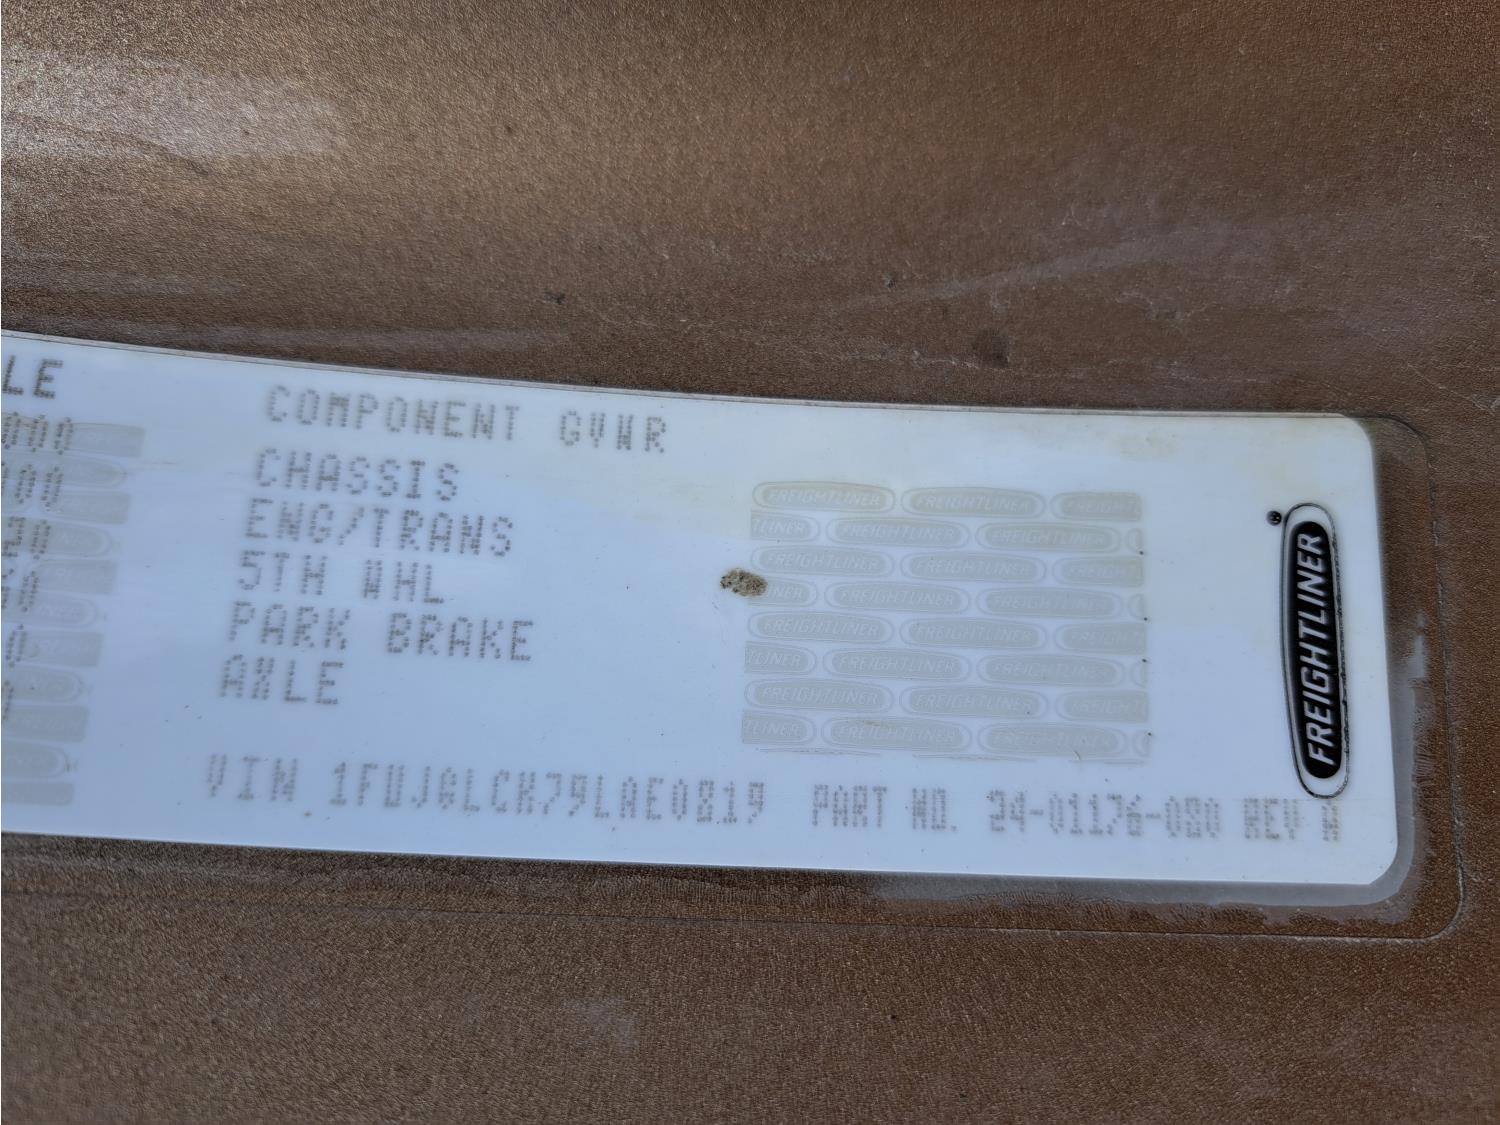 LE
COMPONENT GVWR
CHASSIS
ENG/TRANS
5TH WHL
PARK BRAKE
AXLE
VIN 1FUJGLCK79LAE0819 PART NO. 24-01176-080 REV
FREIGHTLINER